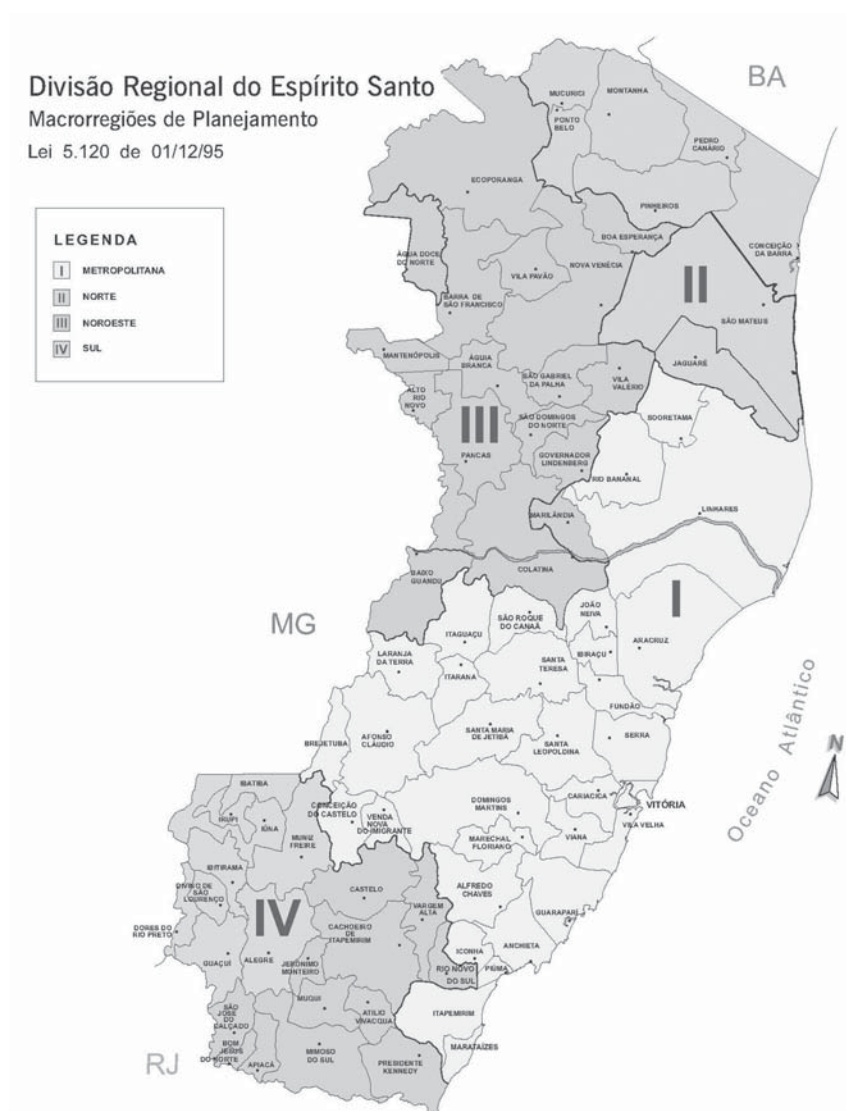 Divisão Regional do Espírito Santo
Macrorregiões de Planejamento
Lei 5.120 de 01/12/95
BA
LEGENDA
I METROPOLITANA
II NORTE
III NOROESTE
IV SUL
MUCURICI
MONTANHA
PONTO
BELO
PEDRO
CANÁRIO
ECOPORANGA
PINHEIROS
BOA ESPERANÇA
CONCEIÇÃO
DA BARRA
ÁGUA DOCE
DO NORTE
VILA PAVÃO
NOVA VENÉCIA
II
BARRA DE
SÃO FRANCISCO
SÃO MATEUS
MANTENÓPOLIS
ÁGUIA
BRANCA
SÃO GABRIEL
DA PALHA
VILA
VALÉRIO
JAGUARÉ
ALTO
RIO
NOVO
III
SÃO DOMINGOS
DO NORTE
SOORETAMA
PANCAS
GOVERNADOR
LINDENBERG
RIO BANANAL
MARILÂNDIA
LINHARES
BAIXO
GUANDU
COLATINA
I
MG
ITAGUAÇU
SÃO ROQUE
DO CANAÃ
JOÃO
NEIVA
ARACRUZ
LARANJA
DA TERRA
ITARANA
SANTA
TERESA
IBIRAÇU
FUNDÃO
BREJETUBA
AFONSO
CLÁUDIO
SANTA MARIA
DE JETIBÁ
SANTA
LEOPOLDINA
SERRA
Oceano Atlântico
N
IBATIBA
IRUPI
IÚNA
MUNIZ
FREIRE
CONCEIÇÃO
DO CASTELO
VENDA
NOVA
DO IMIGRANTE
DOMINGOS
MARTINS
CARIACICA
VITÓRIA
VILA VELHA
VIANA
MARECHAL
FLORIANO
IBITIRAMA
DIVINO DE
SÃO
LOURENÇO
CASTELO
ALFREDO
CHAVES
VARGEM
ALTA
GUARAPARI
DORES DO
RIO PRETO
IV
CACHOEIRO
DE
ITAPEMIRIM
GUAÇUÍ
ALEGRE
JERÔNIMO
MONTEIRO
ICONHA
ANCHIETA
PIÚMA
RIO NOVO
DO SUL
MUQUI
ATILIO
VIVACQUA
ITAPEMIRIM
SÃO
JOSÉ
DO
CALÇADO
BOM
JESUS
DO NORTE
APIACÁ
MIMOSO
DO SUL
PRESIDENTE
KENNEDY
MARATAÍZES
RJ